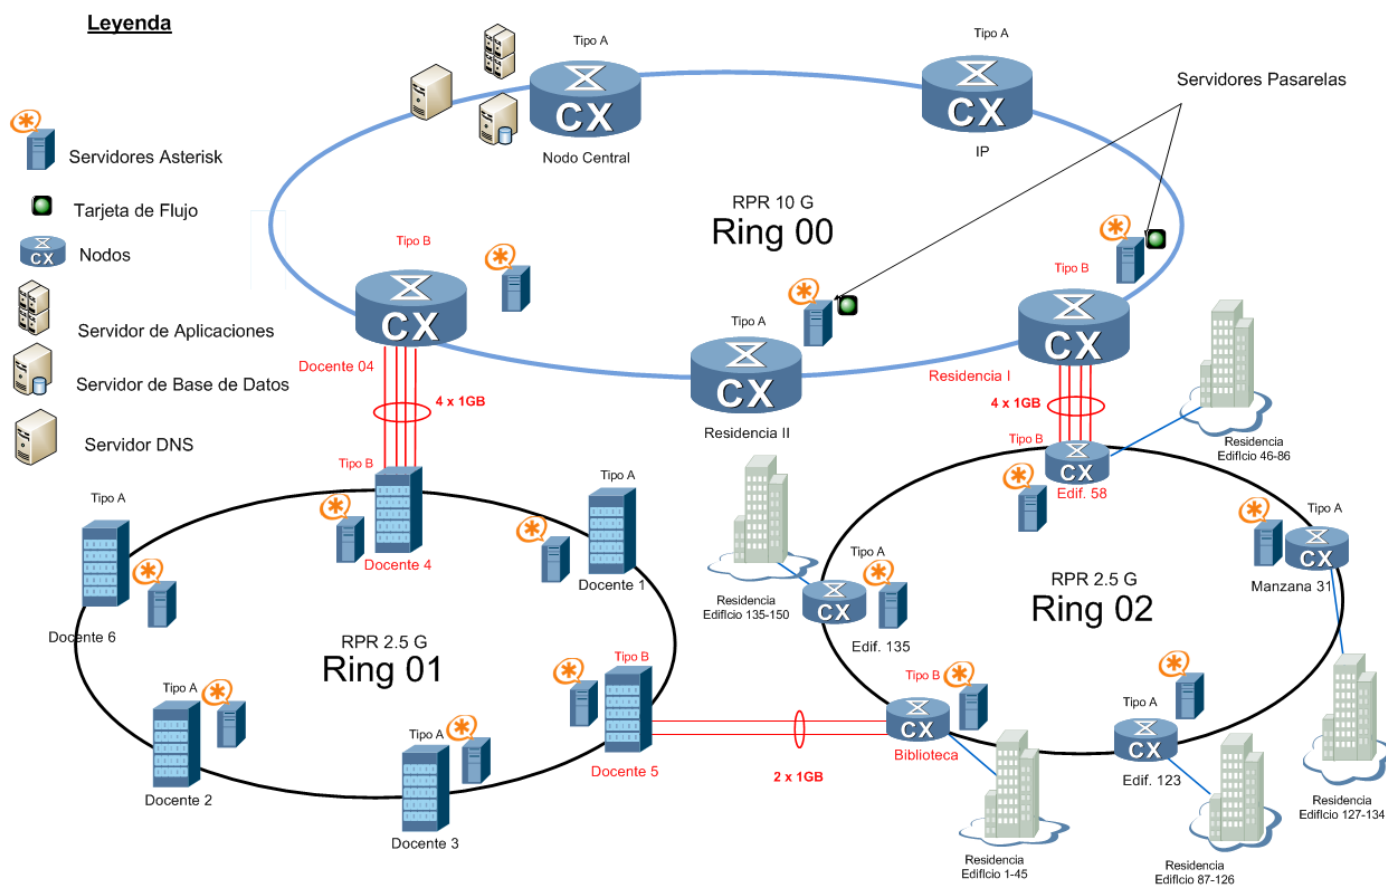 Leyenda
Servidores Asterisk
Tarjeta de Flujo
CX
Nodos
Servidor de Aplicaciones
Servidor de Base de Datos
Servidor DNS
Tipo A
CX
Nodo Central
Tipo A
CX
IP
Servidores Pasarelas
RPR 10 G
Ring 00
Tipo B
CX
Docente 04
Tipo A
CX
Residencia II
Tipo B
CX
Residencia I
4 x 1GB
4 x 1GB
Tipo B
Docente 4
Tipo A
Docente 1
Tipo A
Docente 6
RPR 2.5 G
Ring 01
Tipo A
Docente 2
Tipo A
Docente 3
Tipo B
Docente 5
2 x 1GB
Tipo B
CX
Edif. 58
Residencia
Edificio 46-86
Tipo A
CX
Manzana 31
Residencia
Edificio 135-150
Tipo A
CX
Edif. 135
RPR 2.5 G
Ring 02
Tipo B
CX
Biblioteca
Tipo A
CX
Edif. 123
Residencia
Edificio 127-134
Residencia
Edificio 1-45
Residencia
Edificio 87-126